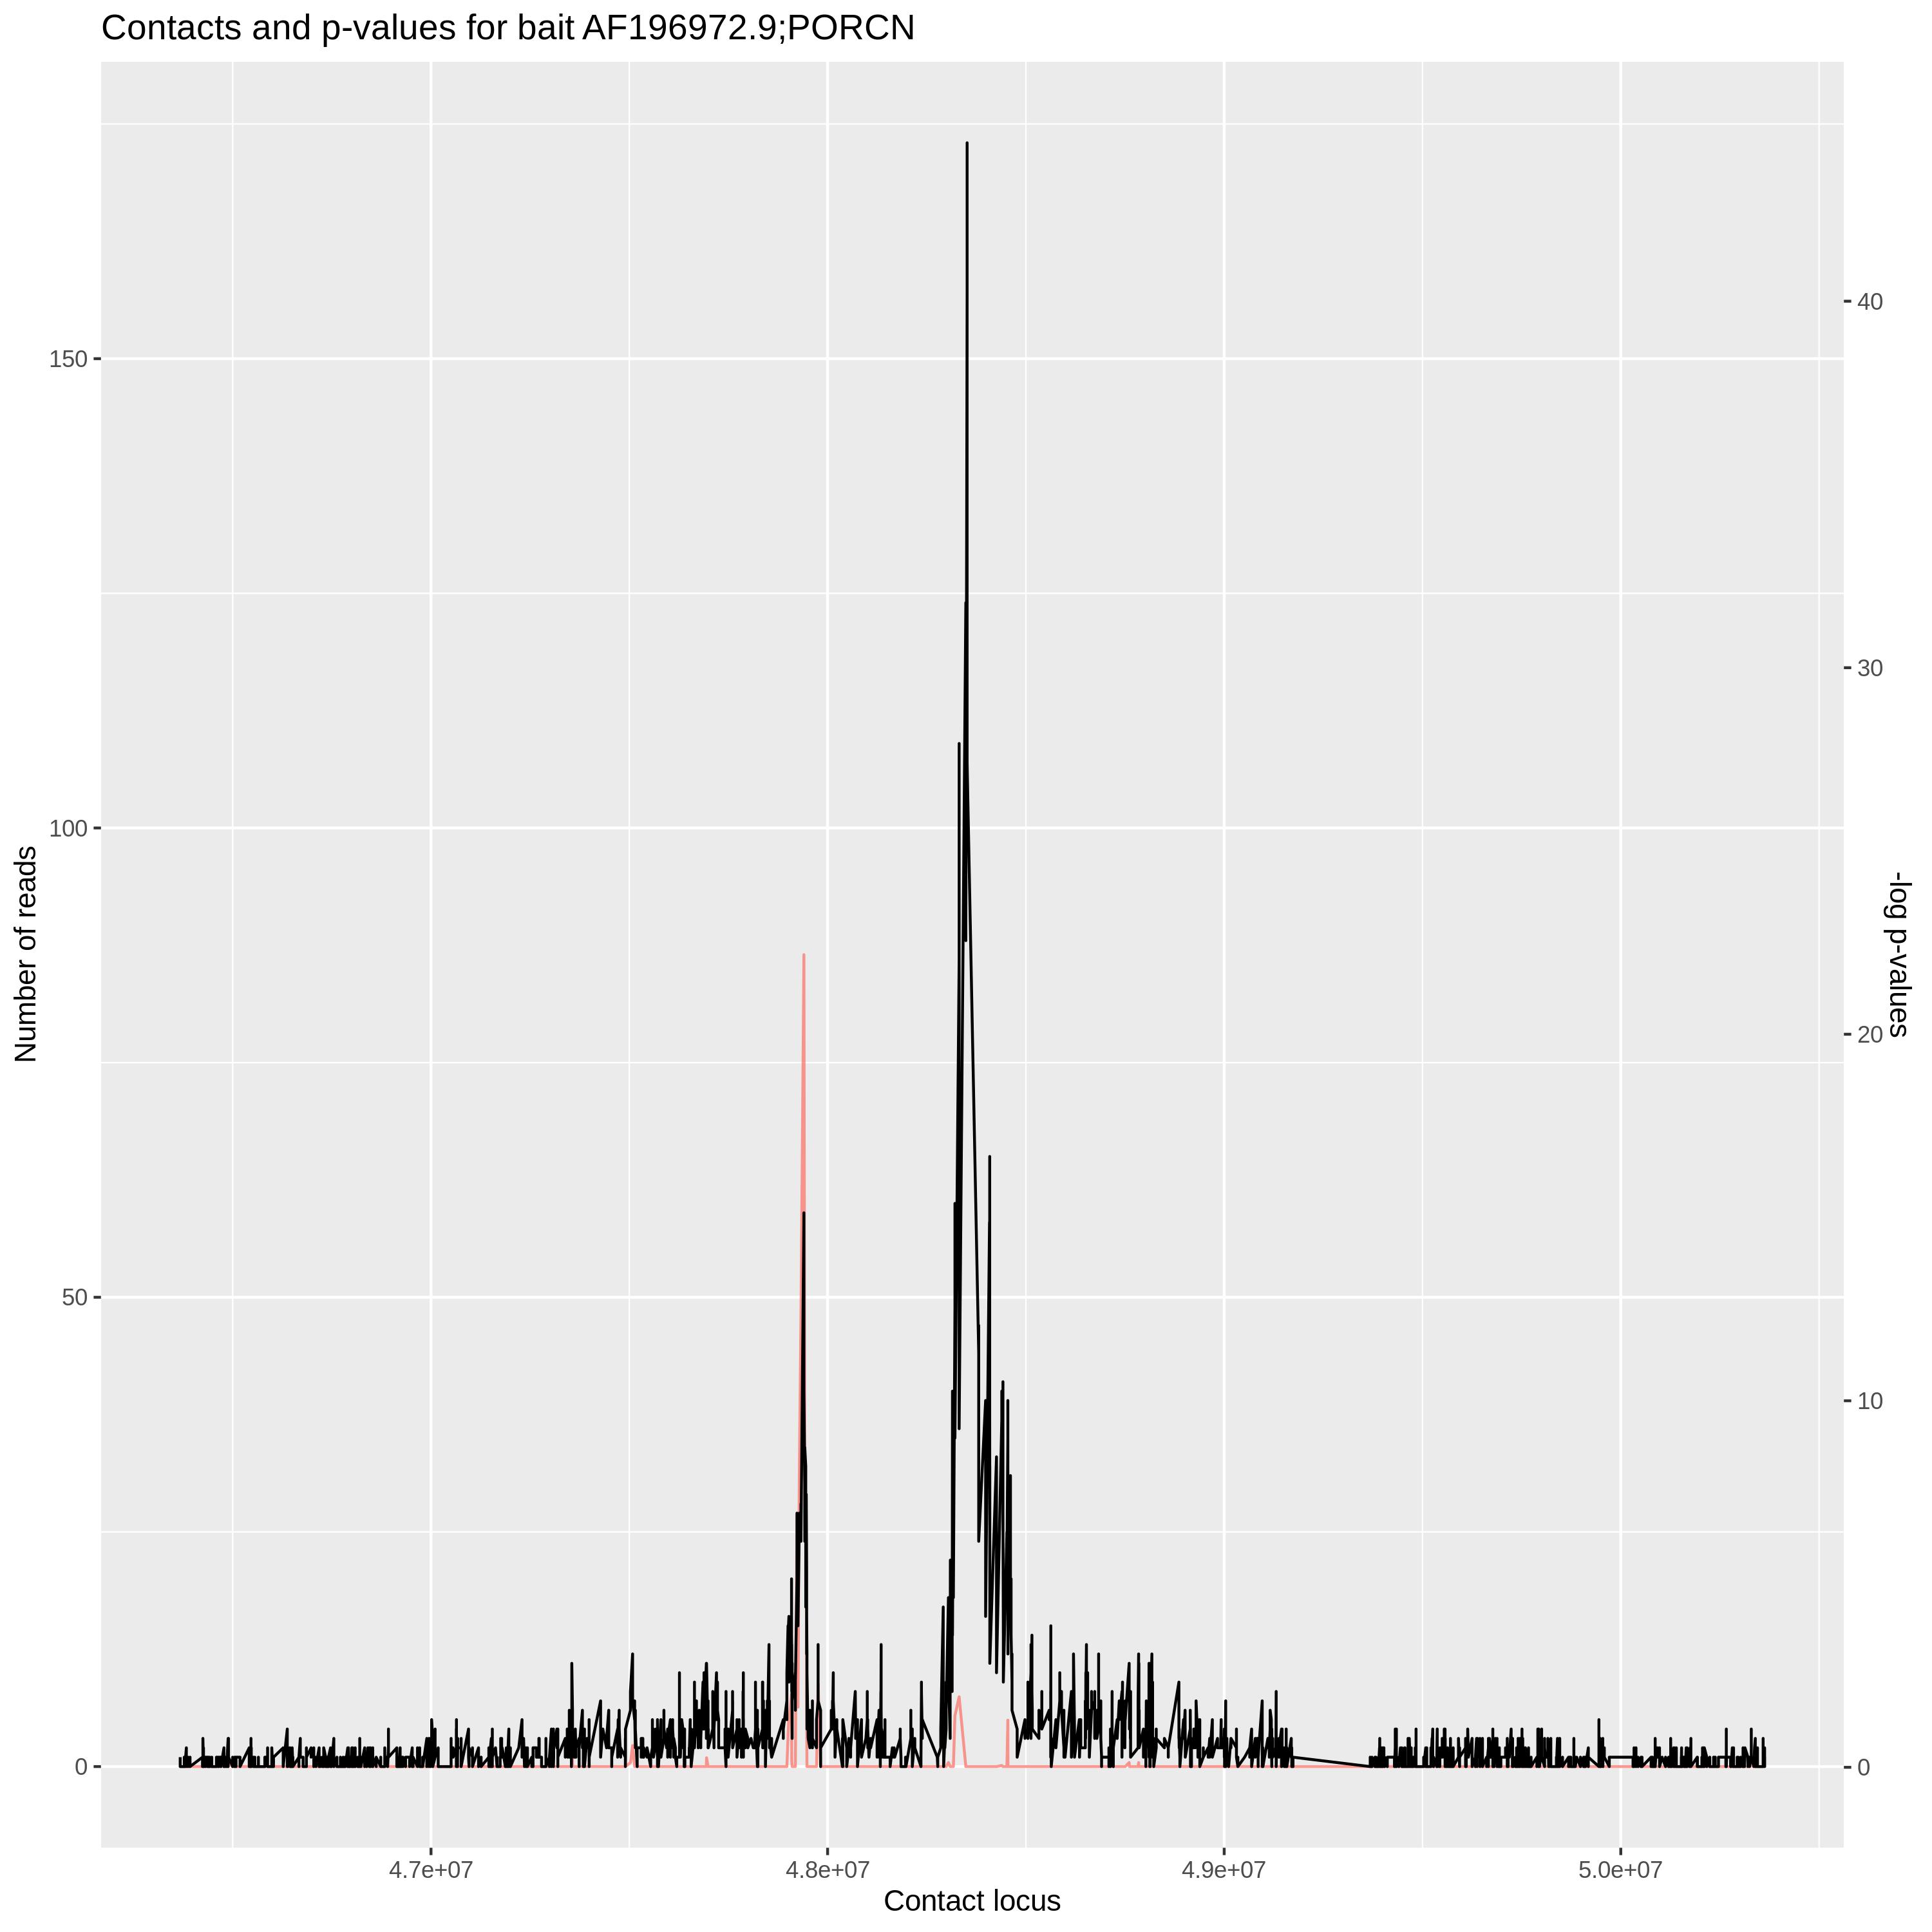 Contacts and p-values for bait AF196972.9;PORCN
150
100
50
0
Number of reads
40
30
20
10
0
-log p-values
4.7e+07
4.8e+07
4.9e+07
5.0e+07
Contact locus